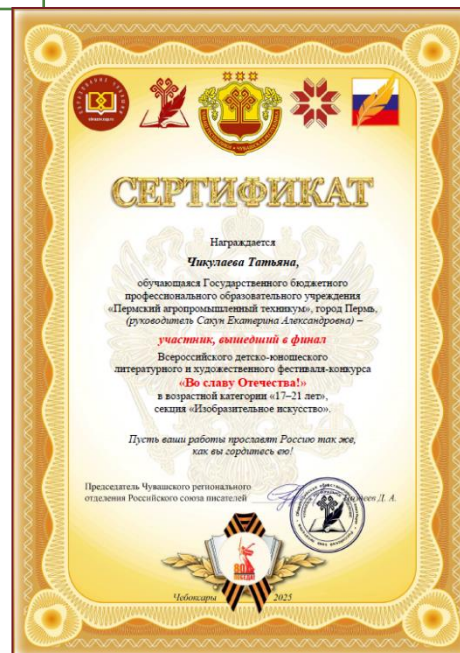 СЕРТИФИКАТ
Награждается
Чикулаева Татьяна,
обучающаяся Государственного бюджетного
профессионального образовательного учреждения
«Пермский агропромышленный техникум», город Пермь,
(руководитель Сакун Екатерина Александровна) –
участник, вышедший в финал
Всероссийского детско-юношеского
литературного и художественного фестиваля-конкурса
«Во славу Отечества!»
в возрастной категории «17–21 лет»,
секция «Изобразительное искусство».
Пусть ваши работы прославят Россию так же,
как вы гордитесь ею!
Председатель Чувашского регионального
отделения Российского союза писателей
Д. А.
Чебоксары 2025